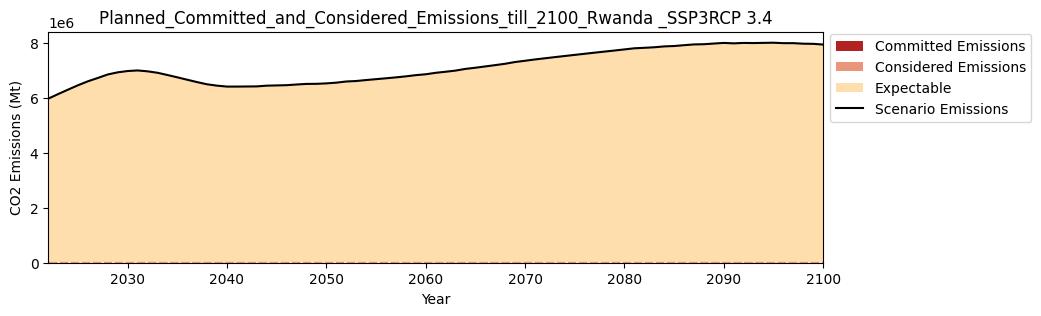 Planned_Committed_and_Considered_Emissions_till_2100_Rwanda _SSP3RCP 3.4
1e6
8
6
4
2
0
CO2 Emissions (Mt)
2030 2040 2050 2060 2070 2080 2090 2100
Year
Committed Emissions
Considered Emissions
Expectable
Scenario Emissions